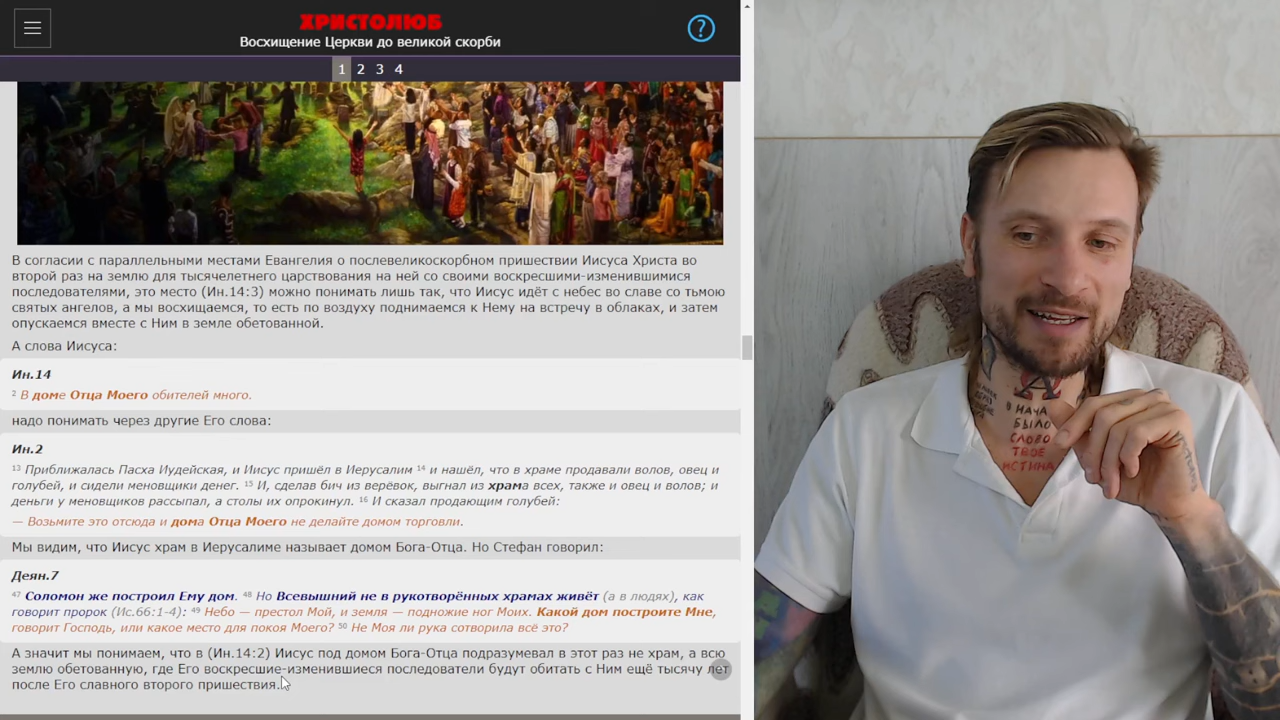 ХРИСТОЛЮБ
Восхищение Церкви до великой скорби
?
1 2 3 4
В согласии с параллельными местами Евангелия о послевеликоскорбном пришествии Иисуса Христа во
второй раз на землю для тысячелетнего царствования на ней со своими воскресшими-изменившимися
последователями, это место (Ин.14:3) можно понимать лишь так, что Иисус идёт с небес во славе со тьмою
святых ангелов, а мы восхищаемся, то есть по воздуху поднимаемся к Нему на встречу в облаках, и затем
опускаемся вместе с Ним в земле обетованной.
А слова Иисуса:
Ин.14
2 В доме Отца Моего обителей много.
надо понимать через другие Его слова:
Ин.2
13 Приближалась Пасха Иудейская, и Иисус пришёл в Иерусалим 14 и нашёл, что в храме продавали волов, овец и
голубей, и сидели меновщики денег. 15 И, сделав бич из верёвок, выгнал из храма всех, также и овец и волов; и
деньги у меновщиков рассыпал, а столы их опрокинул. 16 И сказал продающим голубей:
— Возьмите это отсюда и дома Отца Моего не делайте домом торговли.
Мы видим, что Иисус храм в Иерусалиме называет домом Бога-Отца. Но Стефан говорил:
Деян.7
47 Соломон же построил Ему дом. 48 Но Всевышний не в рукотворённых храмах живёт (а в людях), как
говорит пророк (Ис.66:1-4): 49 Небо — престол Мой, и земля — подножие ног Моих. Какой дом построите Мне,
говорит Господь, или какое место для покоя Моего? 50 Не Моя ли рука сотворила всё это?
А значит мы понимаем, что в (Ин.14:2) Иисус под домом Бога-Отца подразумевал в этот раз не храм, а всю
землю обетованную, где Его воскресшие-изменившиеся последователи будут обитать с Ним ещё тысячу лет
после Его славного второго пришествия.
А
В НАЧА
БЫЛО
СЛОВО
ТВОЕ
ИСТИНА